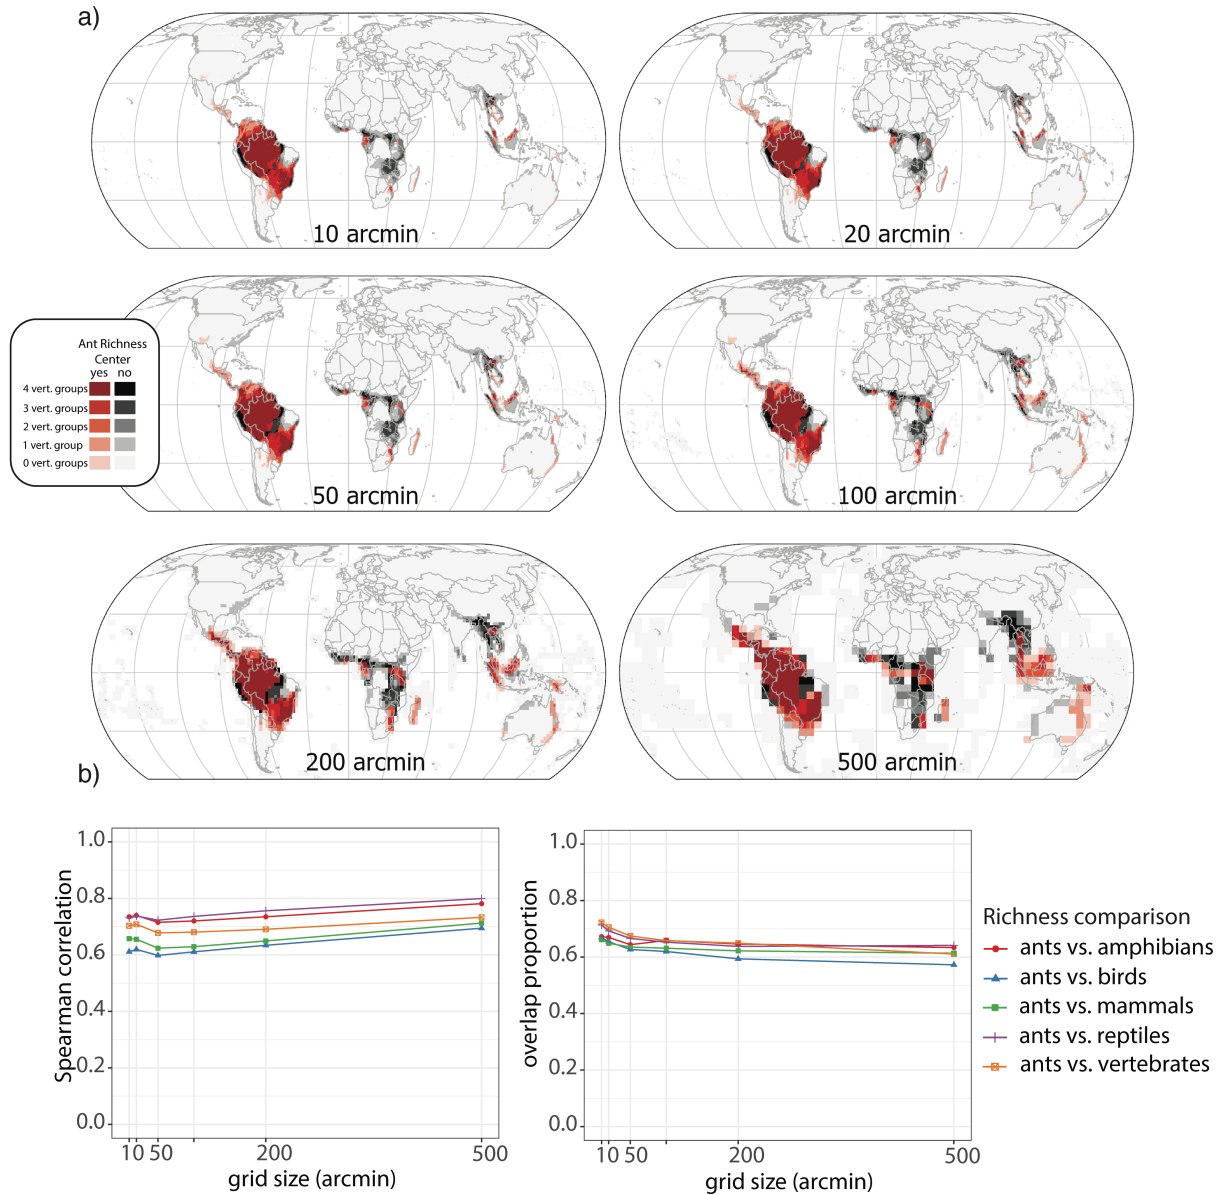 a)
10 arcmin
20 arcmin
Ant Richness
Center
yes no
4 vert. groups
3 vert. groups
2 vert. groups
1 vert. group
0 vert. groups
50 arcmin
100 arcmin
200 arcmin
500 arcmin
b)
Spearman correlation
1.0
0.8
0.6
0.4
0.2
0.0
10 50 200 500
grid size (arcmin)
overlap proportion
1.0
0.8
0.6
0.4
0.2
0.0
10 50 200 500
grid size (arcmin)
Richness comparison
ants vs. amphibians
ants vs. birds
ants vs. mammals
ants vs. reptiles
ants vs. vertebrates